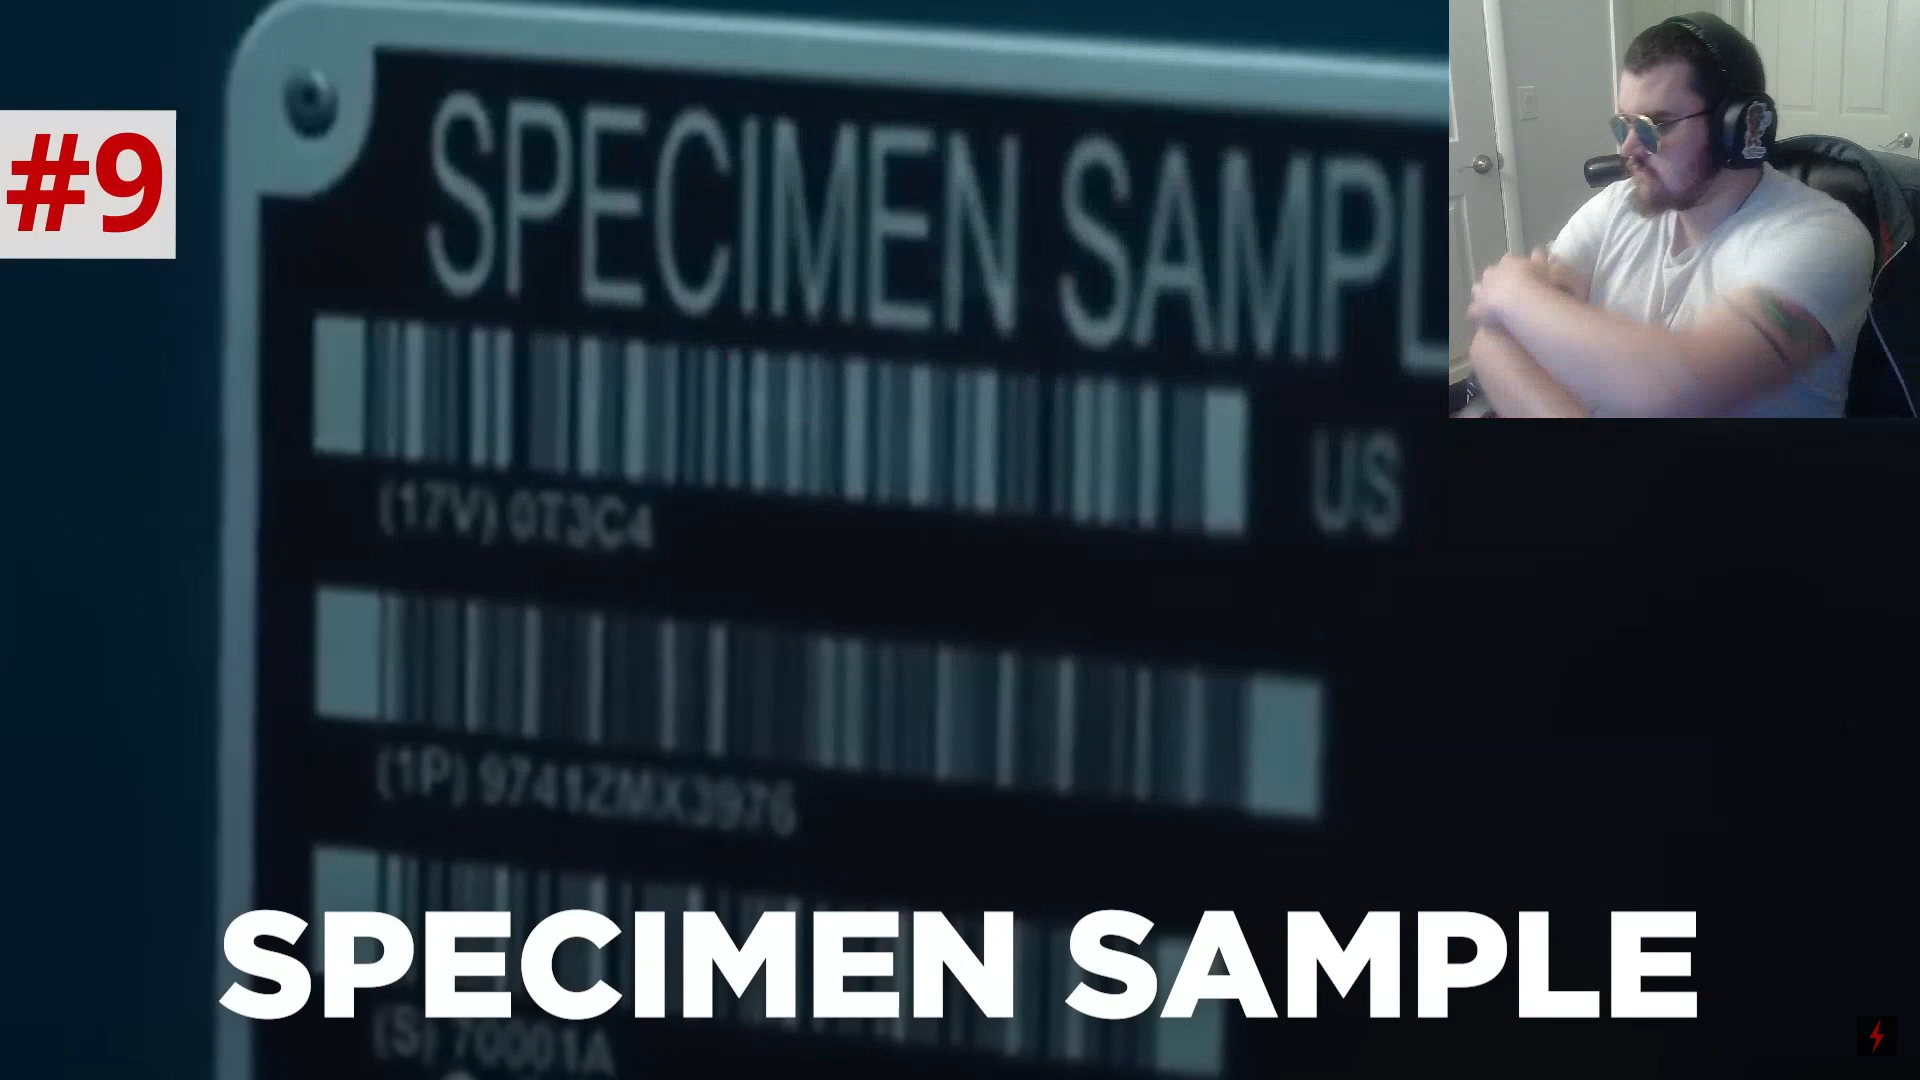 #9
SPECIMEN SAMPL
US
(17V) 0T3C4
(1P) 9741ZMX3976
(S) 70001A
SPECIMEN SAMPLE